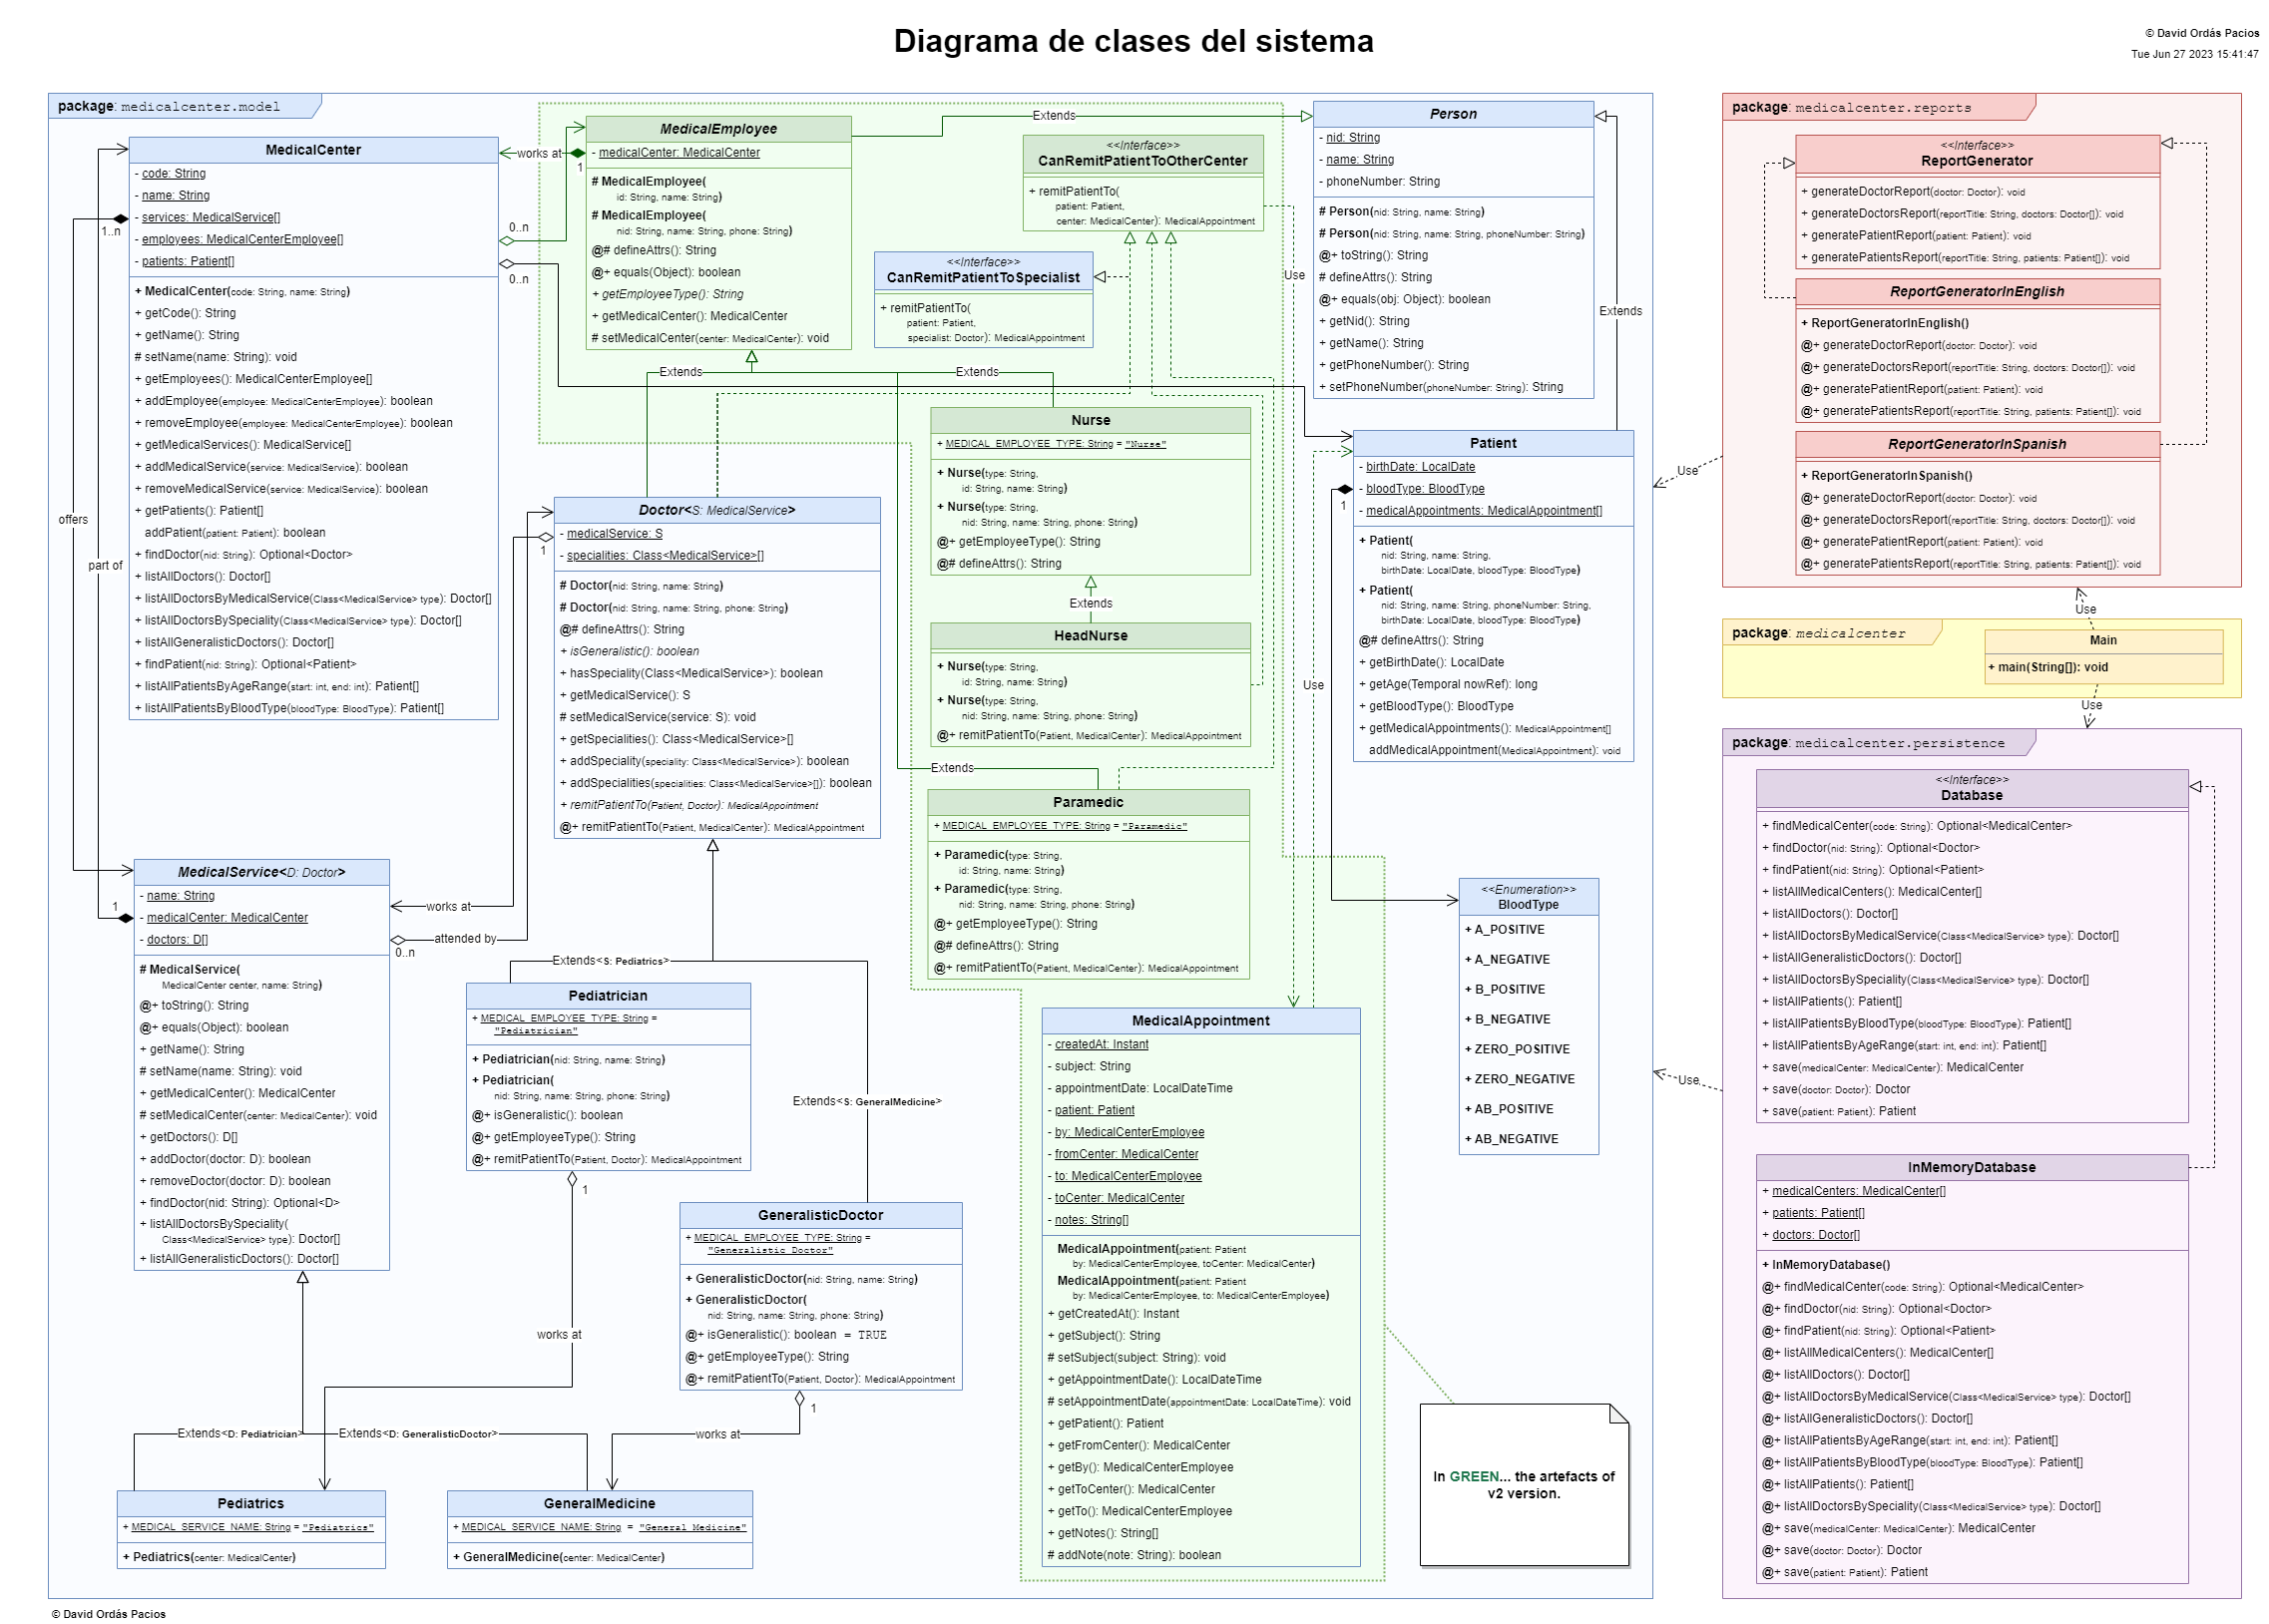 Diagrama de clases del sistema
© David Ordás Pacios
Tue Jun 27 2023 15:41:47
package: medicalcenter.model
MedicalCenter
- code: String
- name: String
- services: MedicalService[]
- employees: MedicalCenterEmployee[]
- patients: Patient[]
+ MedicalCenter(code: String, name: String)
+ getCode(): String
+ getName(): String
# setName(name: String): void
+ getEmployees(): MedicalCenterEmployee[]
+ addEmployee(employee: MedicalCenterEmployee): boolean
+ removeEmployee(employee: MedicalCenterEmployee): boolean
+ getMedicalServices(): MedicalService[]
+ addMedicalService(service: MedicalService): boolean
+ removeMedicalService(service: MedicalService): boolean
+ getPatients(): Patient[]
addPatient(patient: Patient): boolean
+ findDoctor(nid: String): Optional<Doctor>
+ listAllDoctors(): Doctor[]
+ listAllDoctorsByMedicalService(Class<MedicalService> type): Doctor[]
+ listAllDoctorsBySpeciality(Class<MedicalService> type): Doctor[]
+ listAllGeneralisticDoctors(): Doctor[]
+ findPatient(nid: String): Optional<Patient>
+ listAllPatientsByAgeRange(start: int, end: int): Patient[]
+ listAllPatientsByBloodType(bloodType: BloodType): Patient[]
1..n
offers
part of
works at
1
0..n
0..n
MedicalEmployee
- medicalCenter: MedicalCenter
# MedicalEmployee(
id: String, name: String)
# MedicalEmployee(
nid: String, name: String, phone: String)
@# defineAttrs(): String
@+ equals(Object): boolean
+ getEmployeeType(): String
+ getMedicalCenter(): MedicalCenter
# setMedicalCenter(center: MedicalCenter): void
Extends
Extends
Extends
<<Interface>>
CanRemitPatientToOtherCenter
+ remitPatientTo(
patient: Patient,
center: MedicalCenter): MedicalAppointment
<<Interface>>
CanRemitPatientToSpecialist
+ remitPatientTo(
patient: Patient,
specialist: Doctor): MedicalAppointment
Use
Person
- nid: String
- name: String
- phoneNumber: String
# Person(nid: String, name: String)
# Person(nid: String, name: String, phoneNumber: String)
@+ toString(): String
# defineAttrs(): String
@+ equals(obj: Object): boolean
+ getNid(): String
+ getName(): String
+ getPhoneNumber(): String
+ setPhoneNumber(phoneNumber: String): String
Extends
Nurse
+ MEDICAL_EMPLOYEE_TYPE: String = "Nurse"
+ Nurse(type: String,
id: String, name: String)
+ Nurse(type: String,
nid: String, name: String, phone: String)
@+ getEmployeeType(): String
@# defineAttrs(): String
Extends
HeadNurse
+ Nurse(type: String,
id: String, name: String)
+ Nurse(type: String,
nid: String, name: String, phone: String)
@+ remitPatientTo(Patient, MedicalCenter): MedicalAppointment
Extends
Paramedic
+ MEDICAL_EMPLOYEE_TYPE: String = "Paramedic"
+ Paramedic(type: String,
id: String, name: String)
+ Paramedic(type: String,
nid: String, name: String, phone: String)
@+ getEmployeeType(): String
@# defineAttrs(): String
@+ remitPatientTo(Patient, MedicalCenter): MedicalAppointment
Patient
- birthDate: LocalDate
- bloodType: BloodType
- medicalAppointments: MedicalAppointment[]
+ Patient(
nid: String, name: String,
birthDate: LocalDate, bloodType: BloodType)
+ Patient(
nid: String, name: String, phoneNumber: String,
birthDate: LocalDate, bloodType: BloodType)
@# defineAttrs(): String
+ getBirthDate(): LocalDate
+ getAge(Temporal nowRef): long
+ getBloodType(): BloodType
+ getMedicalAppointments(): MedicalAppointment[]
addMedicalAppointment(MedicalAppointment): void
1
Use
Doctor<S: MedicalService>
- medicalService: S
- specialities: Class<MedicalService>[]
# Doctor(nid: String, name: String)
# Doctor(nid: String, name: String, phone: String)
@# defineAttrs(): String
+ isGeneralistic(): boolean
+ hasSpeciality(Class<MedicalService>): boolean
+ getMedicalService(): S
# setMedicalService(service: S): void
+ getSpecialities(): Class<MedicalService>[]
+ addSpeciality(speciality: Class<MedicalService>): boolean
+ addSpecialities(specialities: Class<MedicalService>[]): boolean
+ remitPatientTo(Patient, Doctor): MedicalAppointment
@+ remitPatientTo(Patient, MedicalCenter): MedicalAppointment
1
MedicalService<D: Doctor>
- name: String
- medicalCenter: MedicalCenter
- doctors: D[]
# MedicalService(
MedicalCenter center, name: String)
@+ toString(): String
@+ equals(Object): boolean
+ getName(): String
# setName(name: String): void
+ getMedicalCenter(): MedicalCenter
# setMedicalCenter(center: MedicalCenter): void
+ getDoctors(): D[]
+ addDoctor(doctor: D): boolean
+ removeDoctor(doctor: D): boolean
+ findDoctor(nid: String): Optional<D>
+ listAllDoctorsBySpeciality(
Class<MedicalService> type): Doctor[]
+ listAllGeneralisticDoctors(): Doctor[]
1
works at
attended by
0..n
Extends<S: Pediatrics>
Pediatrician
+ MEDICAL_EMPLOYEE_TYPE: String =
"Pediatrician"
+ Pediatrician(nid: String, name: String)
+ Pediatrician(
nid: String, name: String, phone: String)
@+ isGeneralistic(): boolean
@+ getEmployeeType(): String
@+ remitPatientTo(Patient, Doctor): MedicalAppointment
1
works at
Extends<S: GeneralMedicine>
GeneralisticDoctor
+ MEDICAL_EMPLOYEE_TYPE: String =
"Generalistic Doctor"
+ GeneralisticDoctor(nid: String, name: String)
+ GeneralisticDoctor(
nid: String, name: String, phone: String)
@+ isGeneralistic(): boolean = TRUE
@+ getEmployeeType(): String
@+ remitPatientTo(Patient, Doctor): MedicalAppointment
1
works at
Extends<D: Pediatrician>
Extends<D: GeneralisticDoctor>
Pediatrics
+ MEDICAL_SERVICE_NAME: String = "Pediatrics"
+ Pediatrics(center: MedicalCenter)
GeneralMedicine
+ MEDICAL_SERVICE_NAME: String = "General Medicine"
+ GeneralMedicine(center: MedicalCenter)
MedicalAppointment
- createdAt: Instant
- subject: String
- appointmentDate: LocalDateTime
- patient: Patient
- by: MedicalCenterEmployee
- fromCenter: MedicalCenter
- to: MedicalCenterEmployee
- toCenter: MedicalCenter
- notes: String[]
MedicalAppointment(patient: Patient
by: MedicalCenterEmployee, toCenter: MedicalCenter)
MedicalAppointment(patient: Patient
by: MedicalCenterEmployee, to: MedicalCenterEmployee)
+ getCreatedAt(): Instant
+ getSubject(): String
# setSubject(subject: String): void
+ getAppointmentDate(): LocalDateTime
# setAppointmentDate(appointmentDate: LocalDateTime): void
+ getPatient(): Patient
+ getFromCenter(): MedicalCenter
+ getBy(): MedicalCenterEmployee
+ getToCenter(): MedicalCenter
+ getTo(): MedicalCenterEmployee
+ getNotes(): String[]
# addNote(note: String): boolean
<<Enumeration>>
BloodType
+ A_POSITIVE
+ A_NEGATIVE
+ B_POSITIVE
+ B_NEGATIVE
+ ZERO_POSITIVE
+ ZERO_NEGATIVE
+ AB_POSITIVE
+ AB_NEGATIVE
In GREEN... the artefacts of
v2 version.
package: medicalcenter.reports
<<Interface>>
ReportGenerator
+ generateDoctorReport(doctor: Doctor): void
+ generateDoctorsReport(reportTitle: String, doctors: Doctor[]): void
+ generatePatientReport(patient: Patient): void
+ generatePatientsReport(reportTitle: String, patients: Patient[]): void
ReportGeneratorInEnglish
+ ReportGeneratorInEnglish()
@+ generateDoctorReport(doctor: Doctor): void
@+ generateDoctorsReport(reportTitle: String, doctors: Doctor[]): void
@+ generatePatientReport(patient: Patient): void
@+ generatePatientsReport(reportTitle: String, patients: Patient[]): void
ReportGeneratorInSpanish
+ ReportGeneratorInSpanish()
@+ generateDoctorReport(doctor: Doctor): void
@+ generateDoctorsReport(reportTitle: String, doctors: Doctor[]): void
@+ generatePatientReport(patient: Patient): void
@+ generatePatientsReport(reportTitle: String, patients: Patient[]): void
Use
Use
package: medicalcenter
Main
+ main(String[]): void
Use
package: medicalcenter.persistence
<<Interface>>
Database
+ findMedicalCenter(code: String): Optional<MedicalCenter>
+ findDoctor(nid: String): Optional<Doctor>
+ findPatient(nid: String): Optional<Patient>
+ listAllMedicalCenters(): MedicalCenter[]
+ listAllDoctors(): Doctor[]
+ listAllDoctorsByMedicalService(Class<MedicalService> type): Doctor[]
+ listAllGeneralisticDoctors(): Doctor[]
+ listAllDoctorsBySpeciality(Class<MedicalService> type): Doctor[]
+ listAllPatients(): Patient[]
+ listAllPatientsByBloodType(bloodType: BloodType): Patient[]
+ listAllPatientsByAgeRange(start: int, end: int): Patient[]
+ save(medicalCenter: MedicalCenter): MedicalCenter
+ save(doctor: Doctor): Doctor
+ save(patient: Patient): Patient
Use
InMemoryDatabase
+ medicalCenters: MedicalCenter[]
+ patients: Patient[]
+ doctors: Doctor[]
+ InMemoryDatabase()
@+ findMedicalCenter(code: String): Optional<MedicalCenter>
@+ findDoctor(nid: String): Optional<Doctor>
@+ findPatient(nid: String): Optional<Patient>
@+ listAllMedicalCenters(): MedicalCenter[]
@+ listAllDoctors(): Doctor[]
@+ listAllDoctorsByMedicalService(Class<MedicalService> type): Doctor[]
@+ listAllGeneralisticDoctors(): Doctor[]
@+ listAllPatientsByAgeRange(start: int, end: int): Patient[]
@+ listAllPatientsByBloodType(bloodType: BloodType): Patient[]
@+ listAllPatients(): Patient[]
@+ listAllDoctorsBySpeciality(Class<MedicalService> type): Doctor[]
@+ save(medicalCenter: MedicalCenter): MedicalCenter
@+ save(doctor: Doctor): Doctor
@+ save(patient: Patient): Patient
© David Ordás Pacios